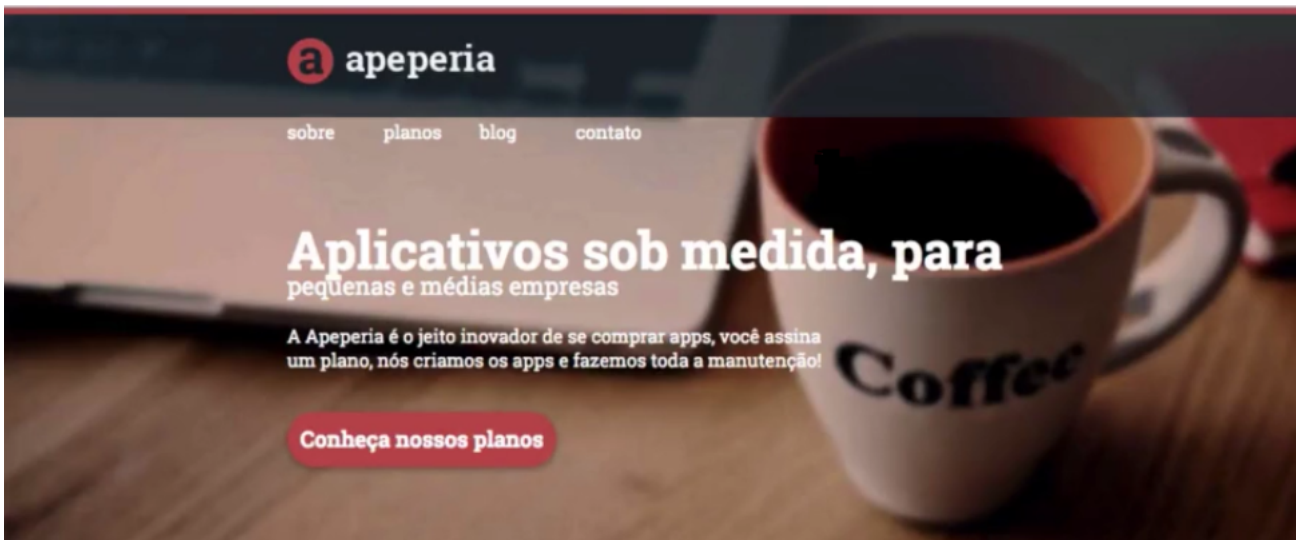 a apeperia
sobre planos blog contato
Aplicativos sob medida, para
pequenas e médias empresas
A Apeperia é o jeito inovador de se comprar apps, você assina
um plano, nós criamos os apps e fazemos toda a manutenção!
Coffee
Conheça nossos planos